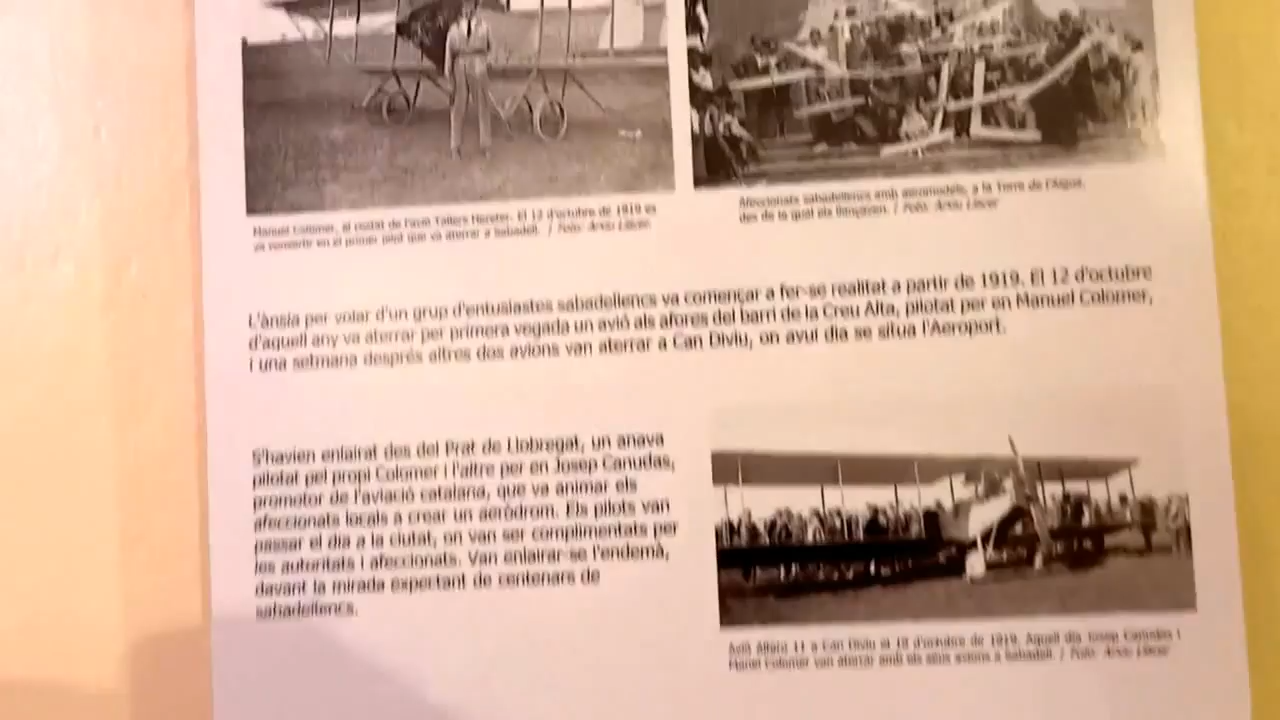 Manuel Colomer, al costat de l'avió Tallers Hereter. El 12 d'octubre de 1919 es
va convertir en el primer pilot que va aterrar a Sabadell. / Foto: Arxiu Llàcer
Afeccionats sabadellencs amb aeromodels, a la Torre de l'Aigua,
des de la qual els llançaven. / Foto: Arxiu Llàcer
L'ànsia per volar d'un grup d'entusiastes sabadellencs va començar a fer-se realitat a partir de 1919. El 12 d'octubre
d'aquell any va aterrar per primera vegada un avió als afores del barri de la Creu Alta, pilotat per en Manuel Colomer,
i una setmana després altres dos avions van aterrar a Can Diviu, on avui dia se situa l'Aeroport.
S'havien enlairat des del Prat de Llobregat, un anava
pilotat pel propi Colomer i l'altre per en Josep Canudas,
promotor de l'aviació catalana, que va animar els
afeccionats locals a crear un aeròdrom. Els pilots van
passar el dia a la ciutat, on van ser complimentats per
les autoritats i afeccionats. Van enlairar-se l'endemà,
davant la mirada expectant de centenars de
sabadellencs.
Avió Alfaro 11 a Can Diviu el 18 d'octubre de 1919. Aquell dia Josep Canudas i
Manel Colomer van aterrar amb els seus avions a Sabadell. / Foto: Arxiu Llàcer